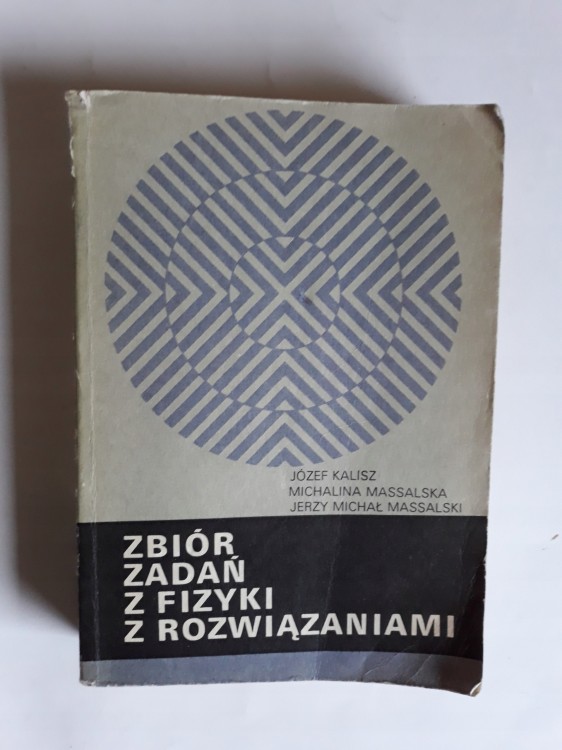 JÓZEF KALISZ
MICHALINA MASSALSKA
JERZY MICHAŁ MASSALSKI
ZBIÓR
ZADAŃ
Z FIZYKI
Z ROZWIĄZANIAMI